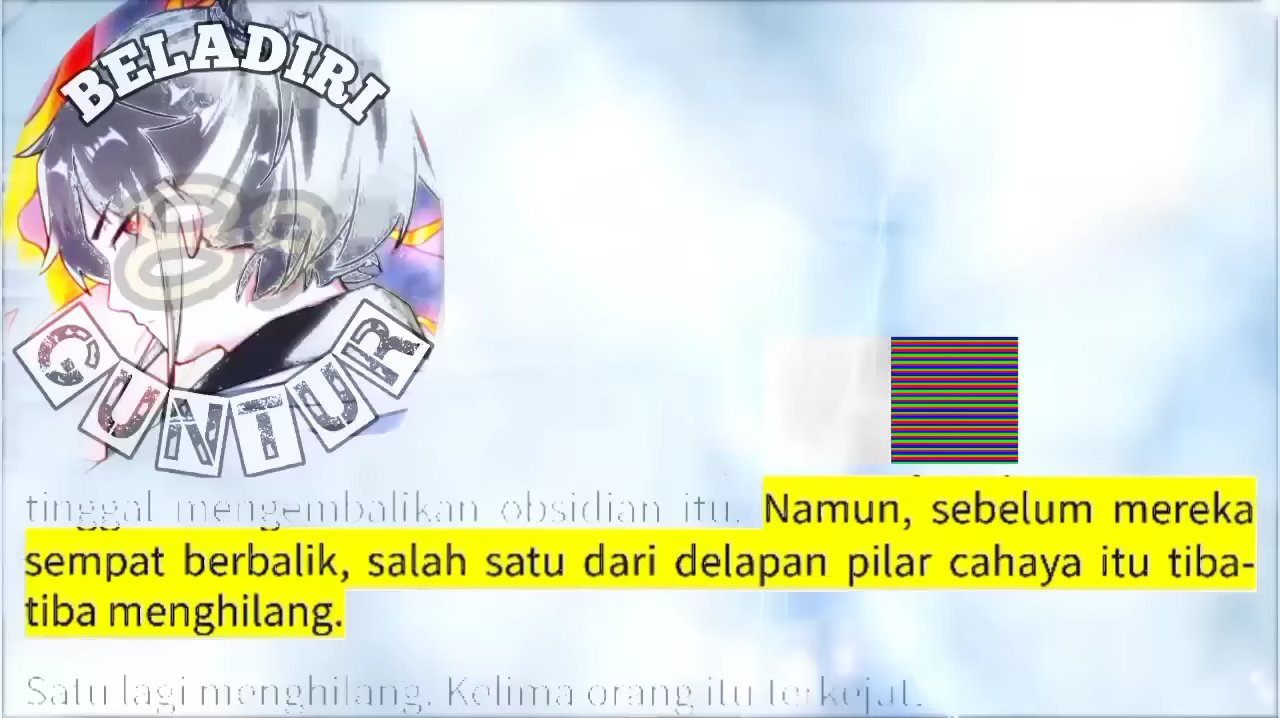 BELADIRI
82
GUNTUR
tinggal mengembalikan obsidian itu. Namun, sebelum mereka
sempat berbalik, salah satu dari delapan pilar cahaya itu tiba-
tiba menghilang.
Satu lagi menghilang. Kelima orang itu terkejut.